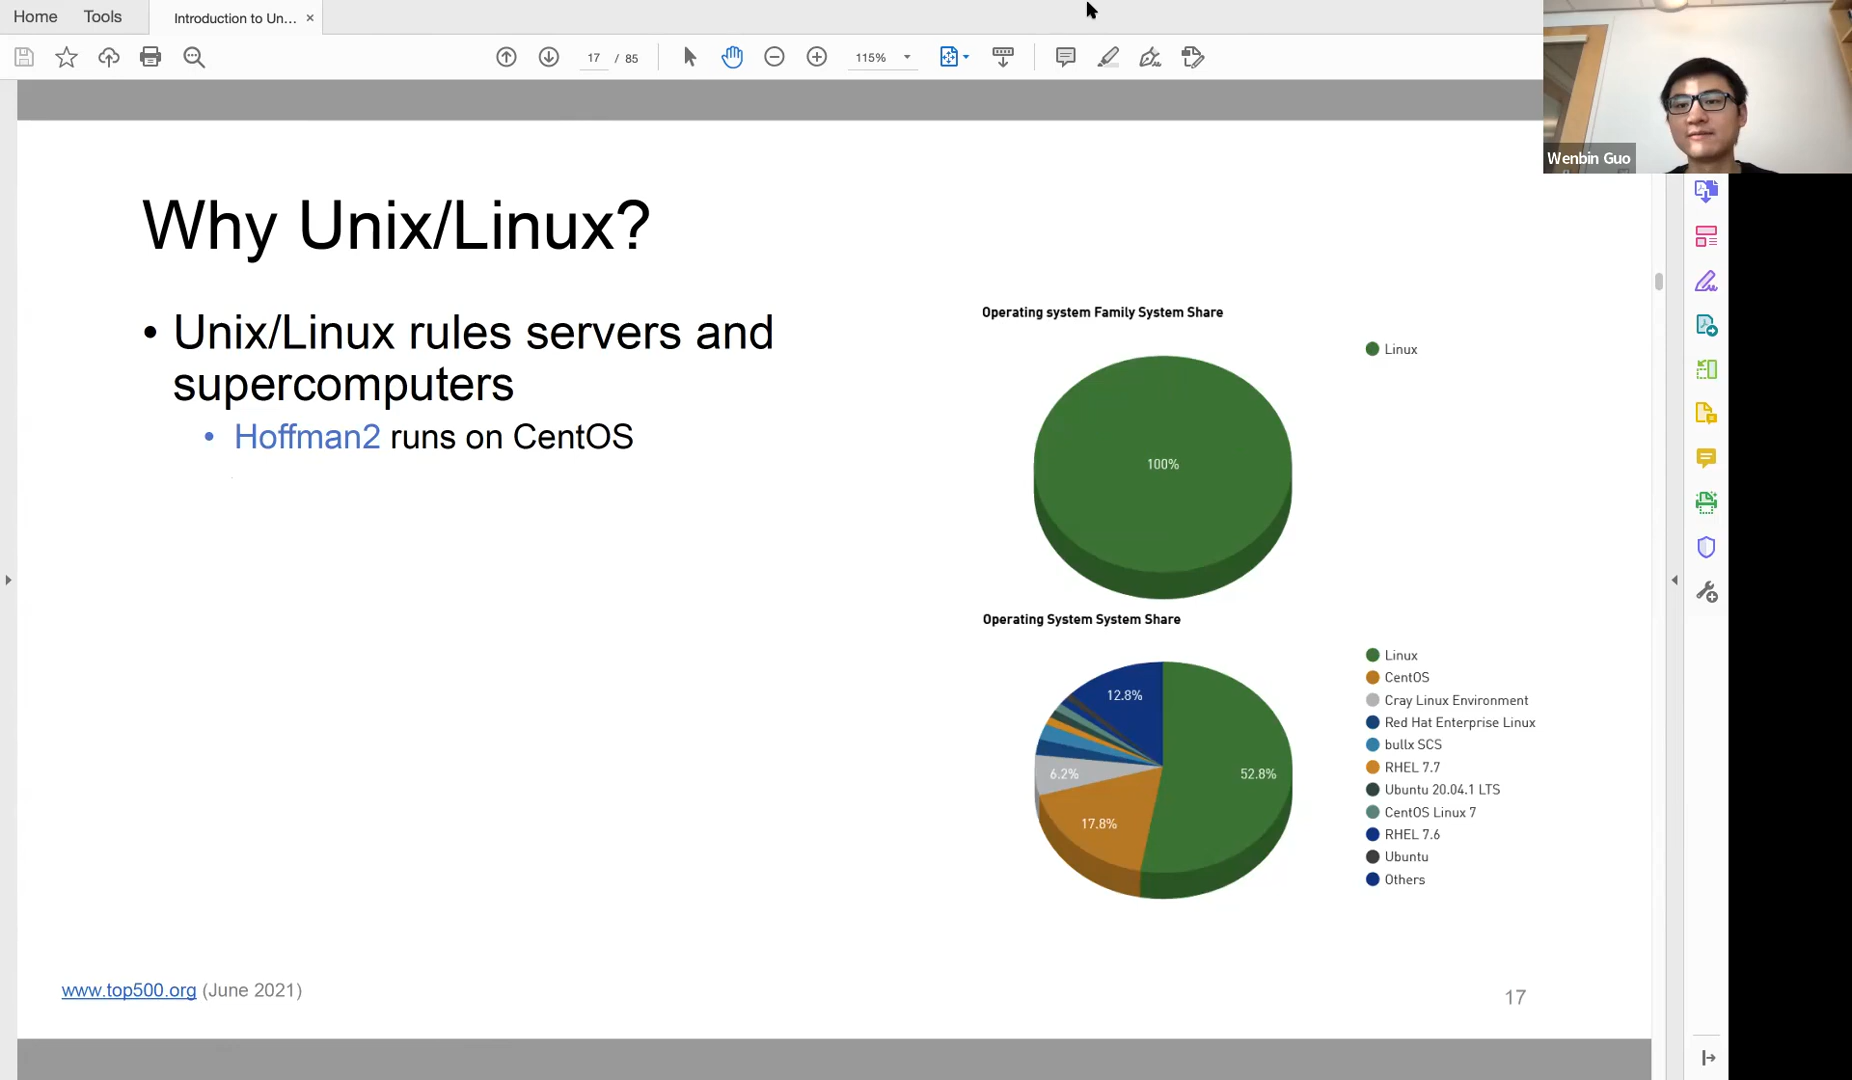 Home Tools Introduction to Un... ×
17 / 85 115%
Wenbin Guo
Why Unix/Linux?
• Unix/Linux rules servers and
supercomputers
• Hoffman2 runs on CentOS
Operating system Family System Share
Linux
100%
Operating System System Share
Linux
CentOS
Cray Linux Environment
Red Hat Enterprise Linux
bullx SCS
RHEL 7.7
Ubuntu 20.04.1 LTS
CentOS Linux 7
RHEL 7.6
Ubuntu
Others
12.8%
6.2%
52.8%
17.8%
www.top500.org (June 2021)
17